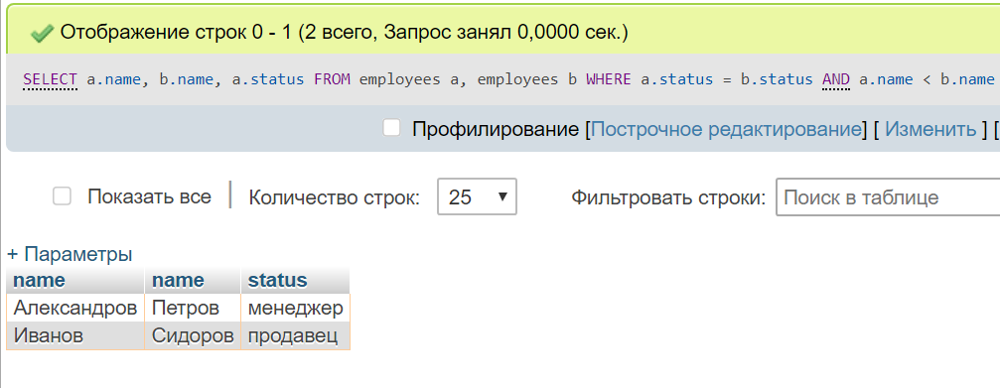 Отображение строк 0 - 1 (2 всего, Запрос занял 0,0000 сек.)
SELECT a.name, b.name, a.status FROM employees a, employees b WHERE a.status = b.status AND a.name < b.name
Профилирование [Построчное редактирование] [ Изменить ] [
Показать все | Количество строк: 25 Фильтровать строки: Поиск в таблице
+ Параметры
name name status
Александров Петров менеджер
Иванов Сидоров продавец